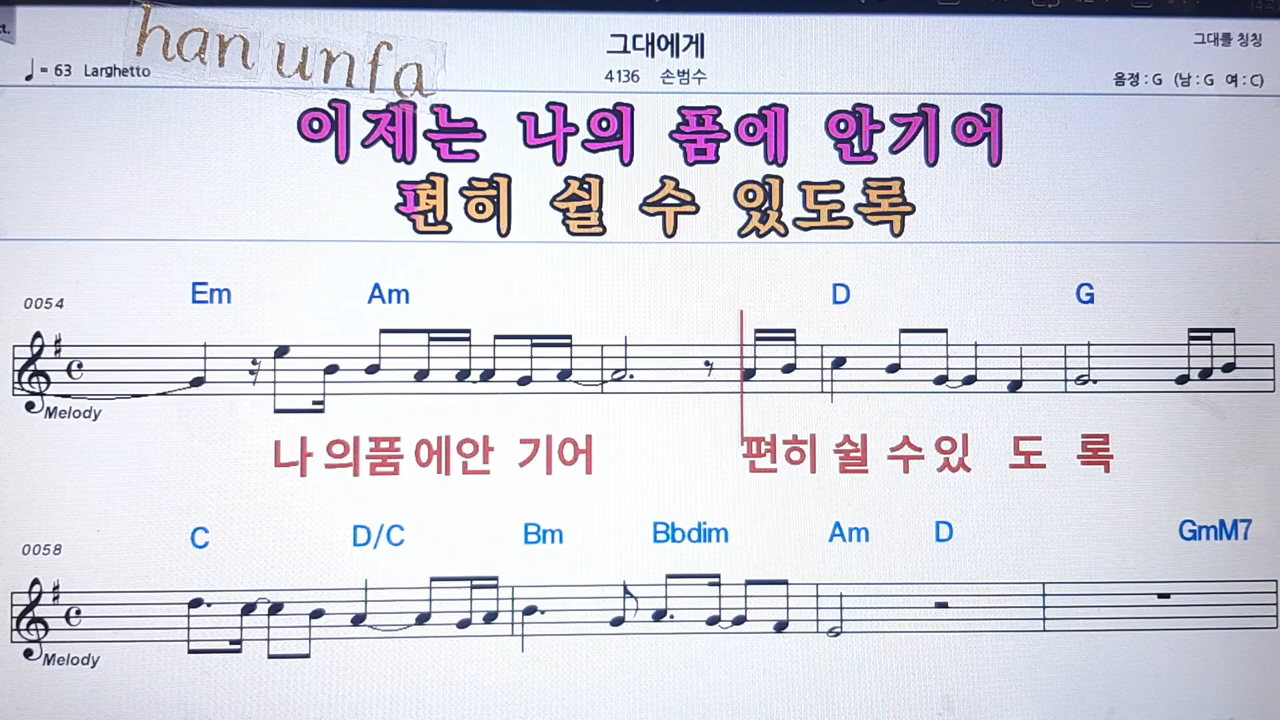 han unfa
그대에게
그대를 칭칭
♩= 63 Larghetto
4136 손범수
음정 : G (남 : G 여 : C)
이제는 나의 품에 안기어
편히 쉴 수 있도록
0054
Em Am D G
Melody
나 의품 에안 기어 편히 쉴 수있 도 록
0058
C D/C Bm Bbdim Am D GmM7
Melody